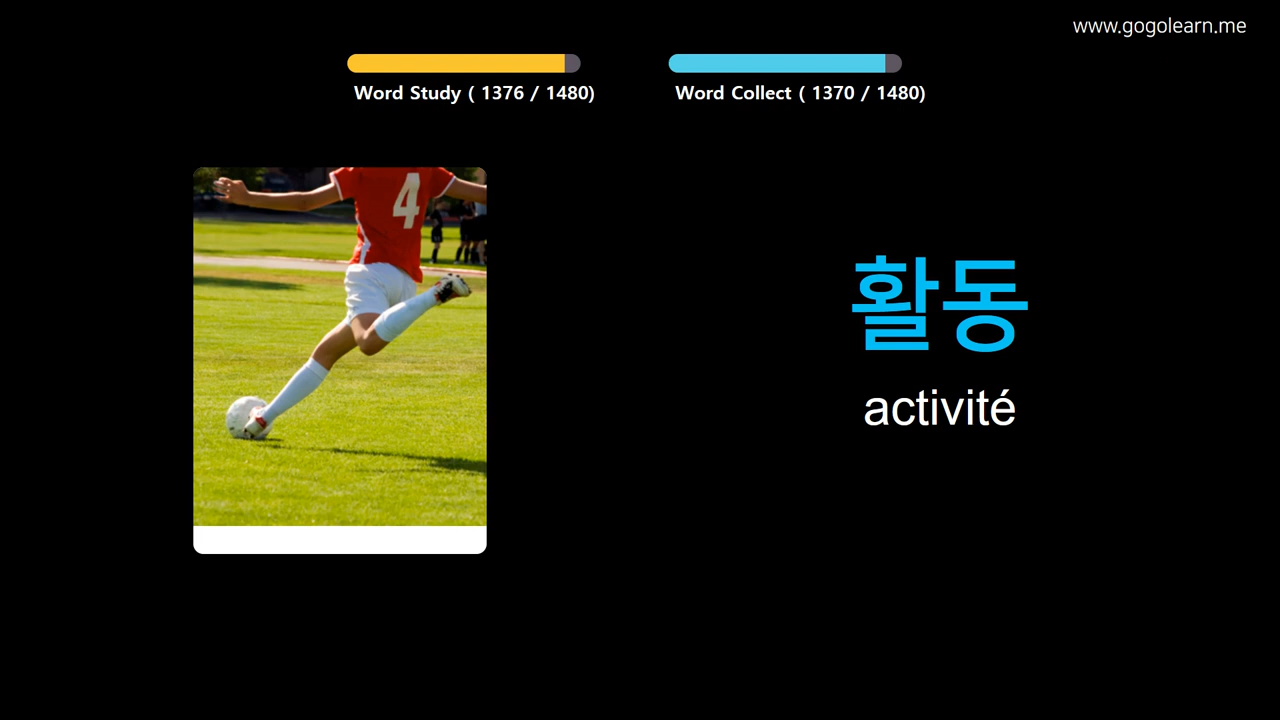 www.gogolearn.me
Word Study ( 1376 / 1480)
Word Collect ( 1370 / 1480)
4
활동
activité